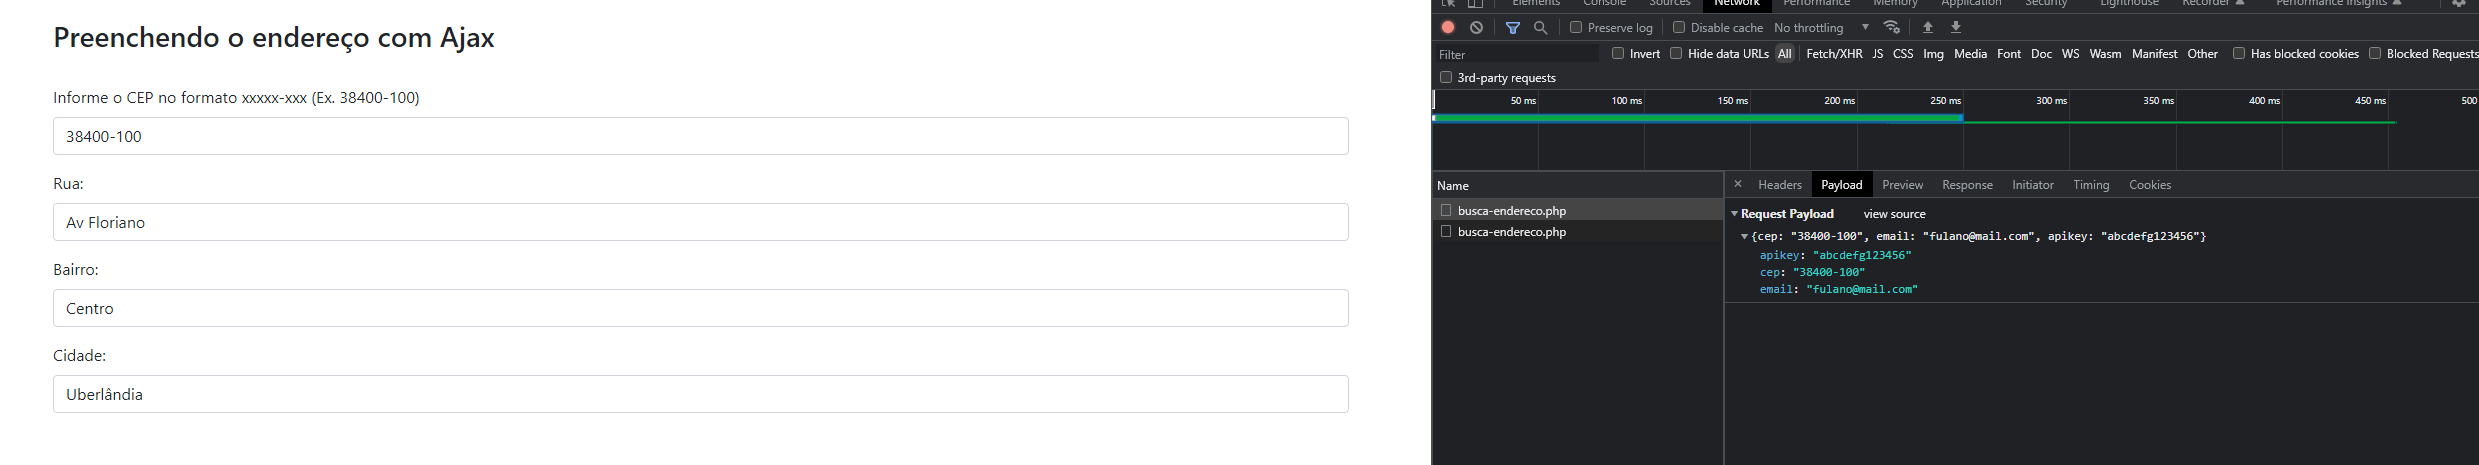 Preenchendo o endereço com Ajax
Informe o CEP no formato xxxxx-xxx (Ex. 38400-100)
38400-100
Rua:
Av Floriano
Bairro:
Centro
Cidade:
Uberlândia
Elements Console Sources Network Performance Memory Application Security Lighthouse Recorder Performance insights
Preserve log Disable cache No throttling
Filter Invert Hide data URLs All Fetch/XHR JS CSS Img Media Font Doc WS Wasm Manifest Other Has blocked cookies Blocked Requests
3rd-party requests
50 ms 100 ms 150 ms 200 ms 250 ms 300 ms 350 ms 400 ms 450 ms 500
Name
busca-endereco.php
busca-endereco.php
× Headers Payload Preview Response Initiator Timing Cookies
Request Payload view source
{cep: "38400-100", email: "fulano@mail.com", apikey: "abcdefg123456"}
apikey: "abcdefg123456"
cep: "38400-100"
email: "fulano@mail.com"